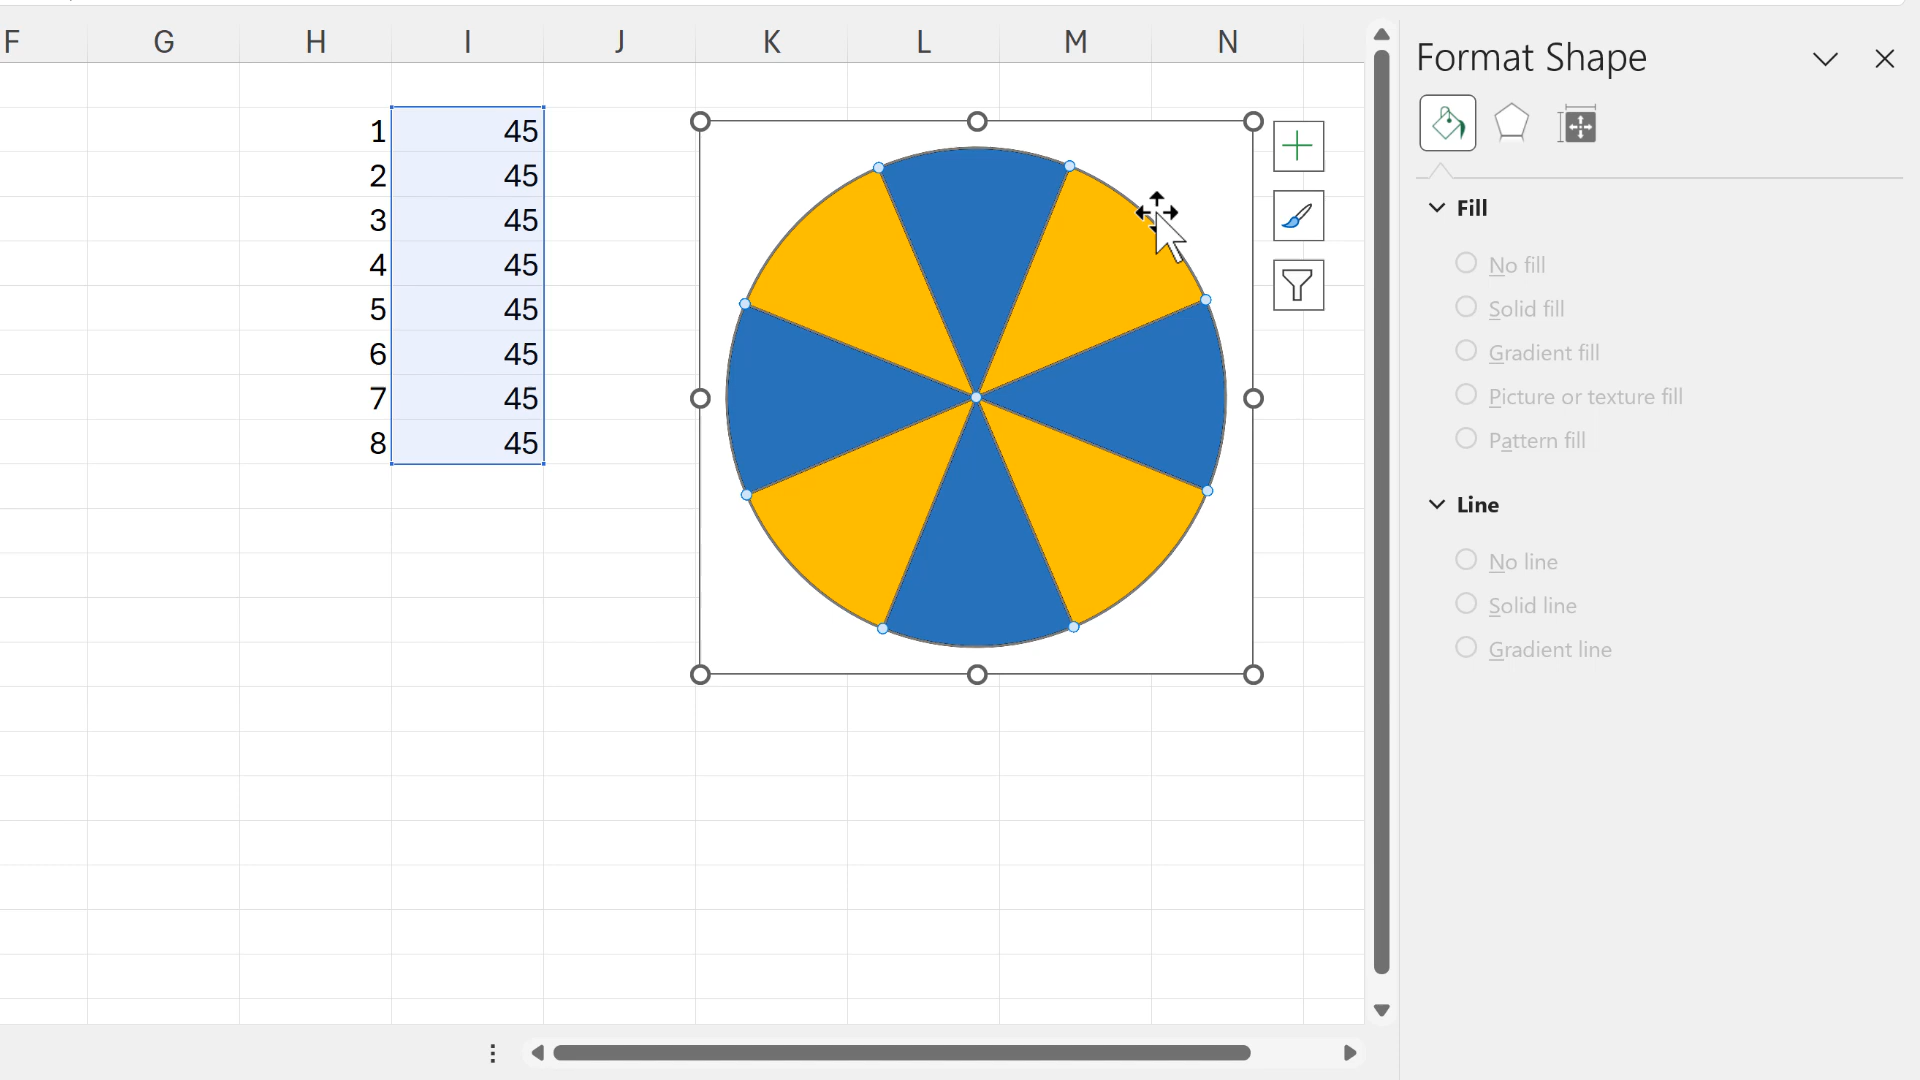 F G H I J K L M N
1 45
2 45
3 45
4 45
5 45
6 45
7 45
8 45
Format Shape
Fill
No fill
Solid fill
Gradient fill
Picture or texture fill
Pattern fill
Line
No line
Solid line
Gradient line